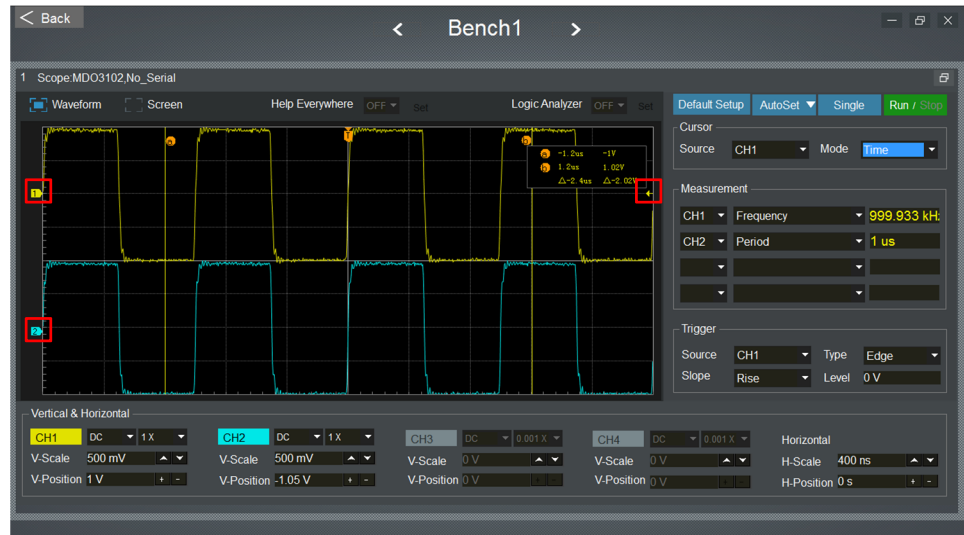 Back
Bench1
1 Scope:MDO3102,No_Serial
Waveform Screen Help Everywhere OFF Set Logic Analyzer OFF Set
Default Setup AutoSet Single Run / Stop
Cursor
Source CH1 Mode Time
T
a b
a -1.2us -1V
b 1.2us 1.02V
△-2.4us △-2.02V
1
Measurement
CH1 Frequency 999.933 kH
CH2 Period 1 us
2
Trigger
Source CH1 Type Edge
Slope Rise Level 0 V
Vertical & Horizontal
CH1 DC 1 X CH2 DC 1 X CH3 DC 0.001 X CH4 DC 0.001 X Horizontal
V-Scale 500 mV V-Scale 500 mV V-Scale 0 V V-Scale 0 V H-Scale 400 ns
V-Position 1 V + - V-Position -1.05 V + - V-Position 0 V + - V-Position 0 V + - H-Position 0 s + -